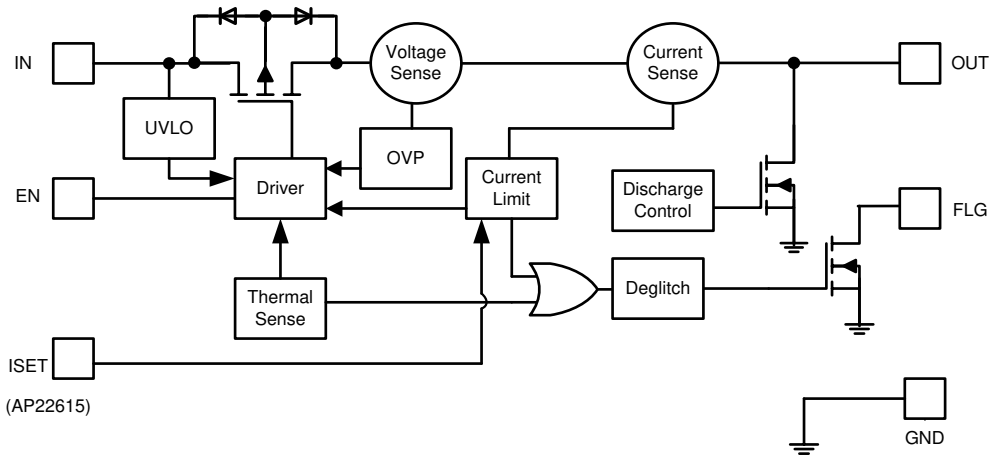 IN
Voltage
Sense
Current
Sense
OUT
UVLO
OVP
EN
Driver
Current
Limit
Discharge
Control
FLG
Thermal
Sense
Deglitch
ISET
(AP22615)
GND